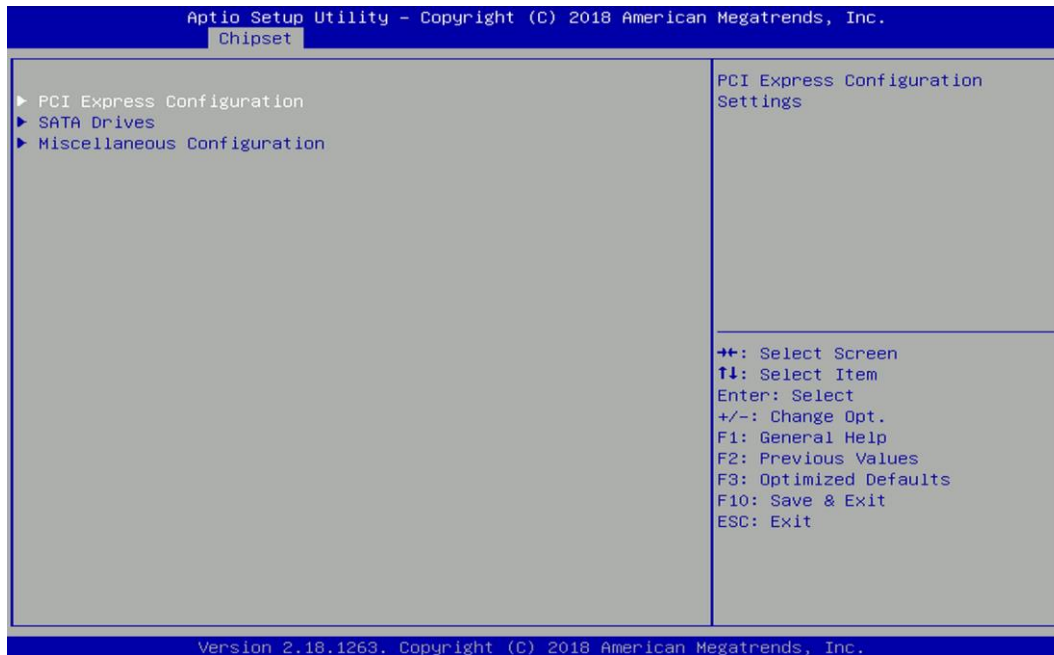 Aptio Setup Utility – Copyright (C) 2018 American Megatrends, Inc.
Chipset
▶ PCI Express Configuration
▶ SATA Drives
▶ Miscellaneous Configuration
PCI Express Configuration
Settings
→←: Select Screen
↑↓: Select Item
Enter: Select
+/-: Change Opt.
F1: General Help
F2: Previous Values
F3: Optimized Defaults
F10: Save & Exit
ESC: Exit
Version 2.18.1263. Copyright (C) 2018 American Megatrends, Inc.